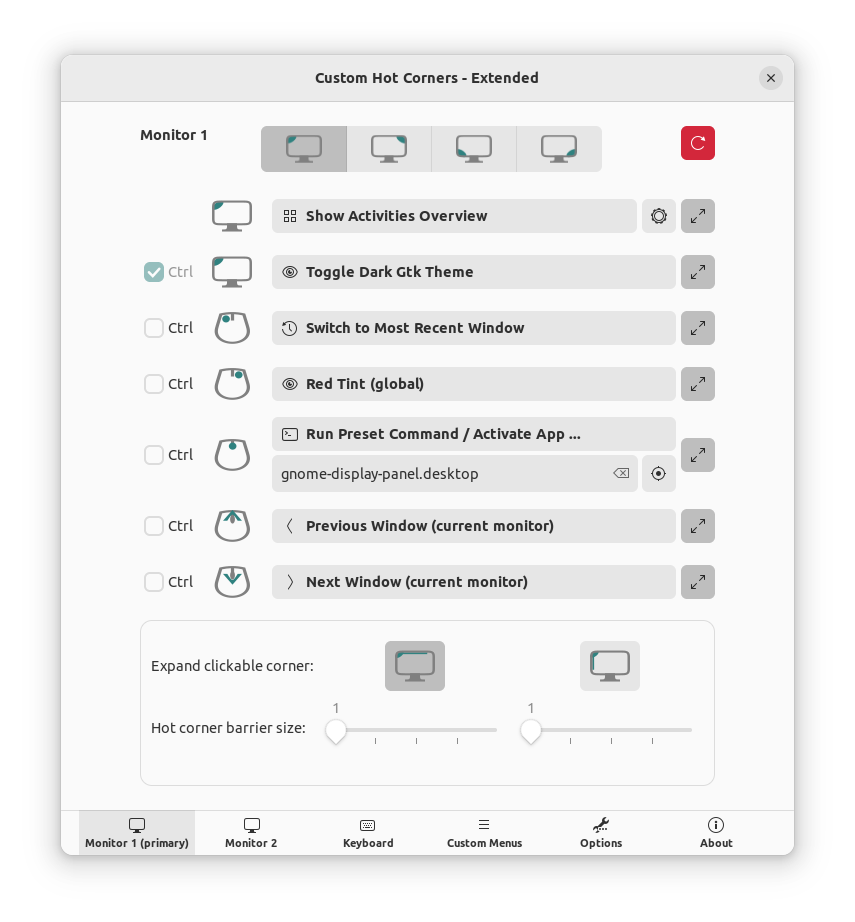 Custom Hot Corners - Extended
Monitor 1
Show Activities Overview
Ctrl
Toggle Dark Gtk Theme
Ctrl
Switch to Most Recent Window
Ctrl
Red Tint (global)
Run Preset Command / Activate App ...
Ctrl
gnome-display-panel.desktop
Ctrl
Previous Window (current monitor)
Ctrl
Next Window (current monitor)
Expand clickable corner:
1
1
Hot corner barrier size:
Monitor 1 (primary)
Monitor 2
Keyboard
Custom Menus
Options
About